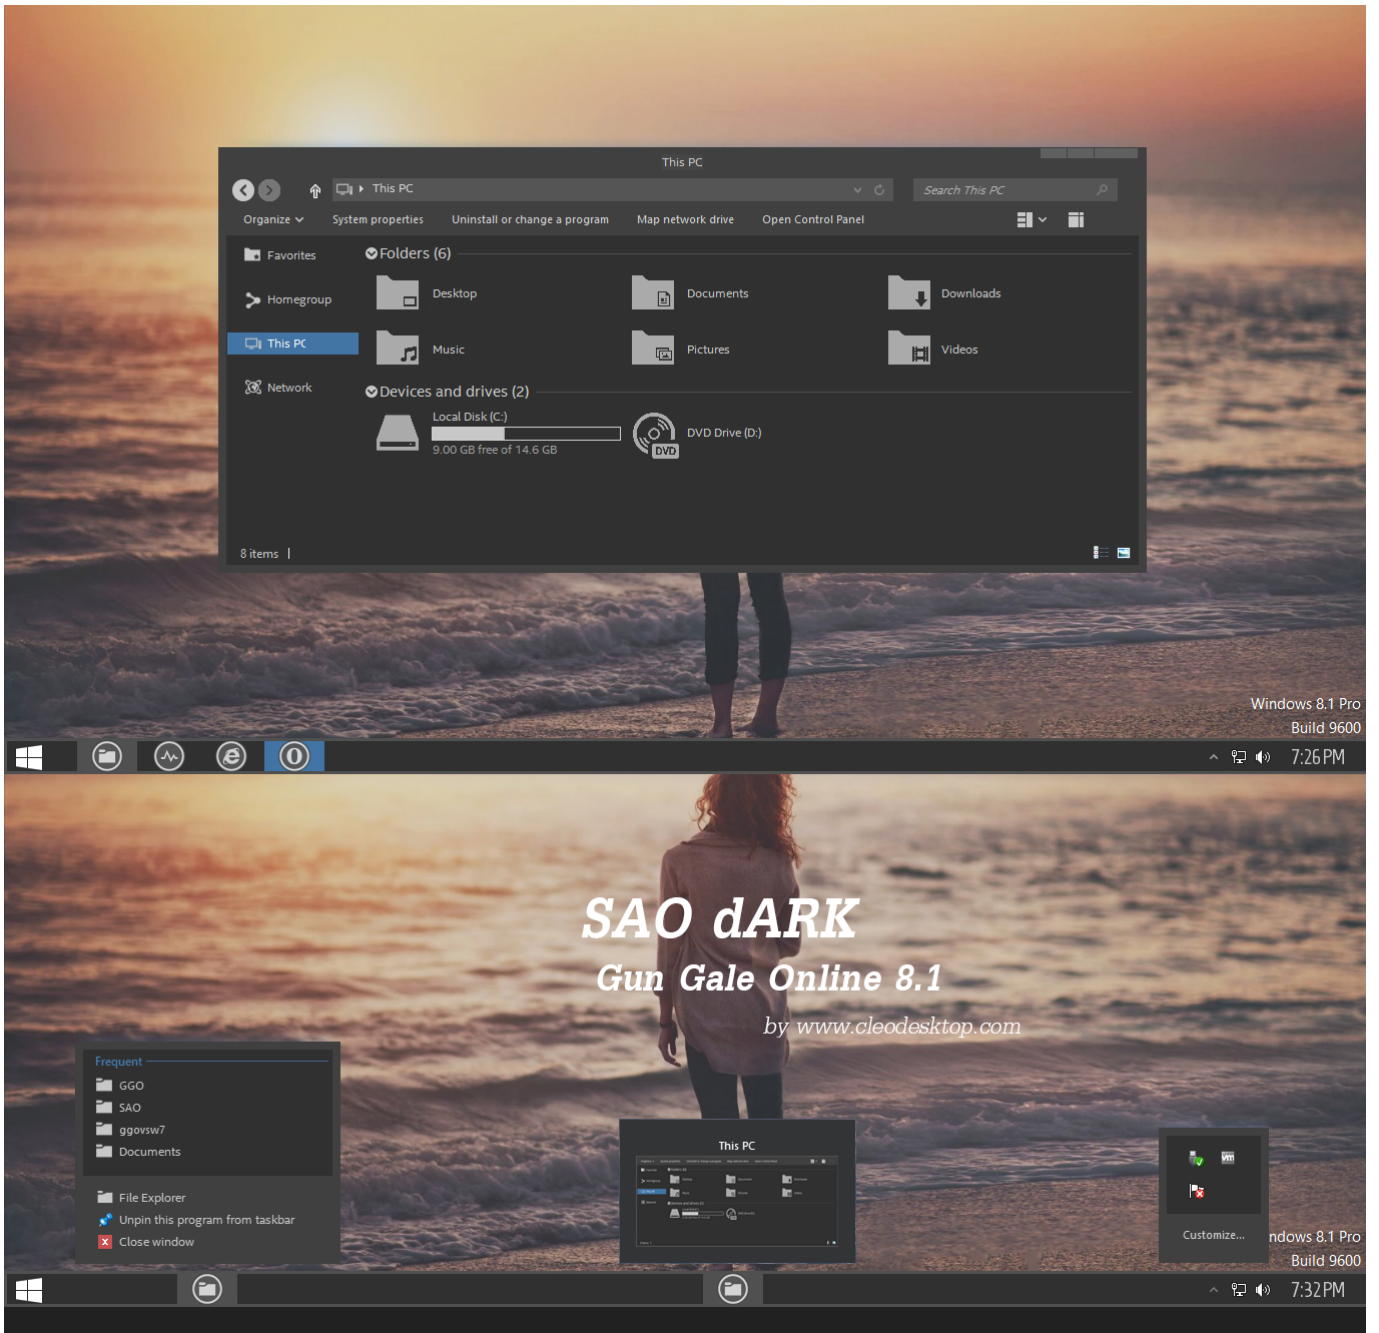 This PC
This PC
Search This PC
Organize
System properties
Uninstall or change a program
Map network drive
Open Control Panel
Favorites
Homegroup
This PC
Network
Folders (6)
Desktop
Documents
Downloads
Music
Pictures
Videos
Devices and drives (2)
Local Disk (C:)
9.00 GB free of 14.6 GB
DVD
DVD Drive (D:)
8 items
Windows 8.1 Pro
Build 9600
7:26 PM
SAO dARK
Gun Gale Online 8.1
by www.cleodesktop.com
Frequent
GGO
SAO
ggovsw7
Documents
File Explorer
Unpin this program from taskbar
Close window
This PC
vm
Customize...
ndows 8.1 Pro
Build 9600
7:32 PM